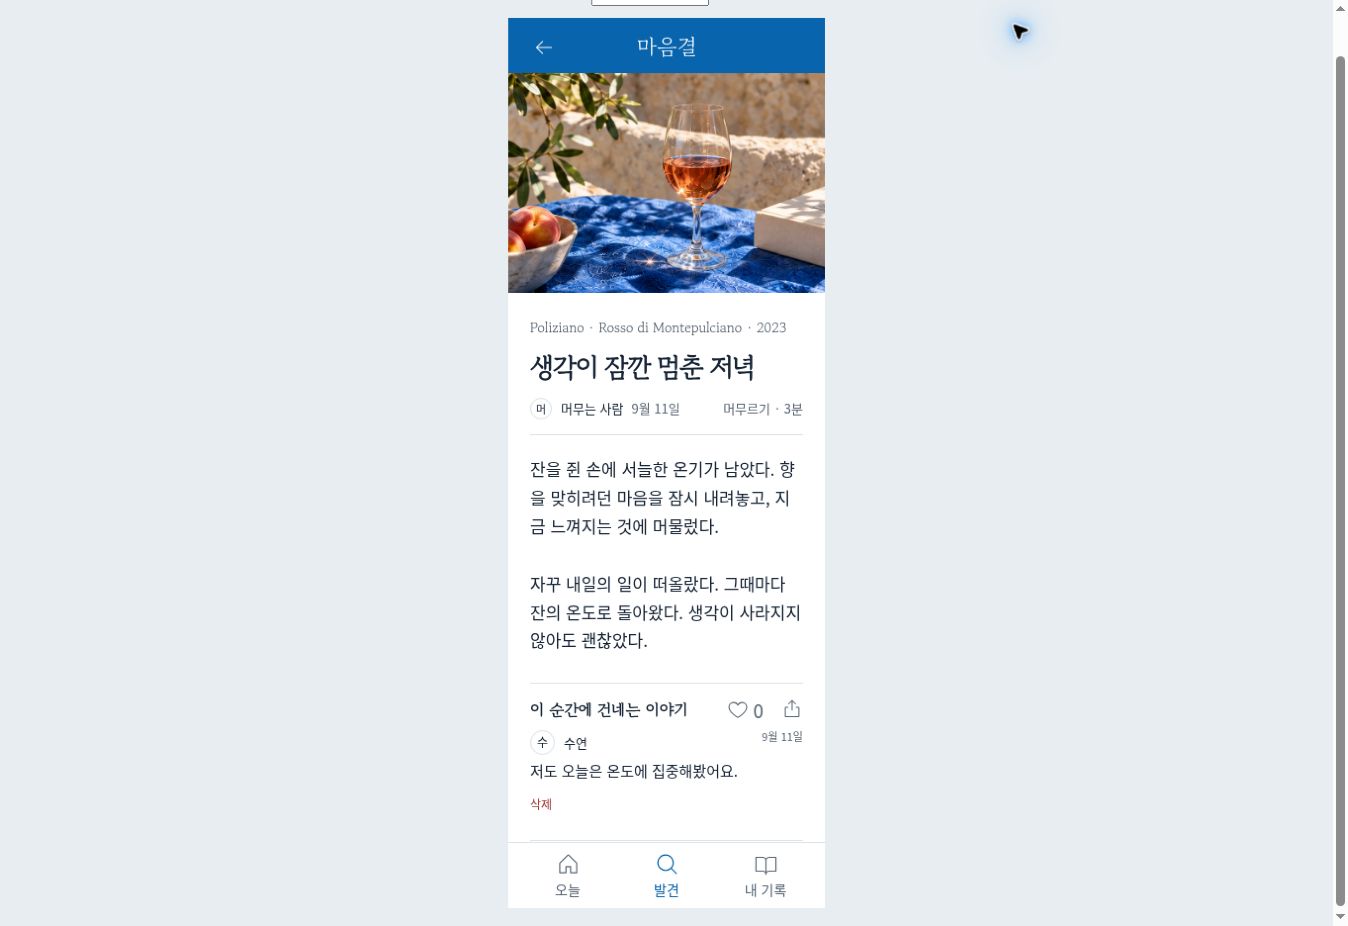 마음결
Poliziano · Rosso di Montepulciano · 2023
생각이 잠깐 멈춘 저녁
머 머무는 사람 9월 11일 머무르기 · 3분
잔을 쥔 손에 서늘한 온기가 남았다. 향
을 맞히려던 마음을 잠시 내려놓고, 지
금 느껴지는 것에 머물렀다.
자꾸 내일의 일이 떠올랐다. 그때마다
잔의 온도로 돌아왔다. 생각이 사라지지
않아도 괜찮았다.
이 순간에 건네는 이야기 0
수 수연 9월 11일
저도 오늘은 온도에 집중해봤어요.
삭제
오늘 발견 내 기록